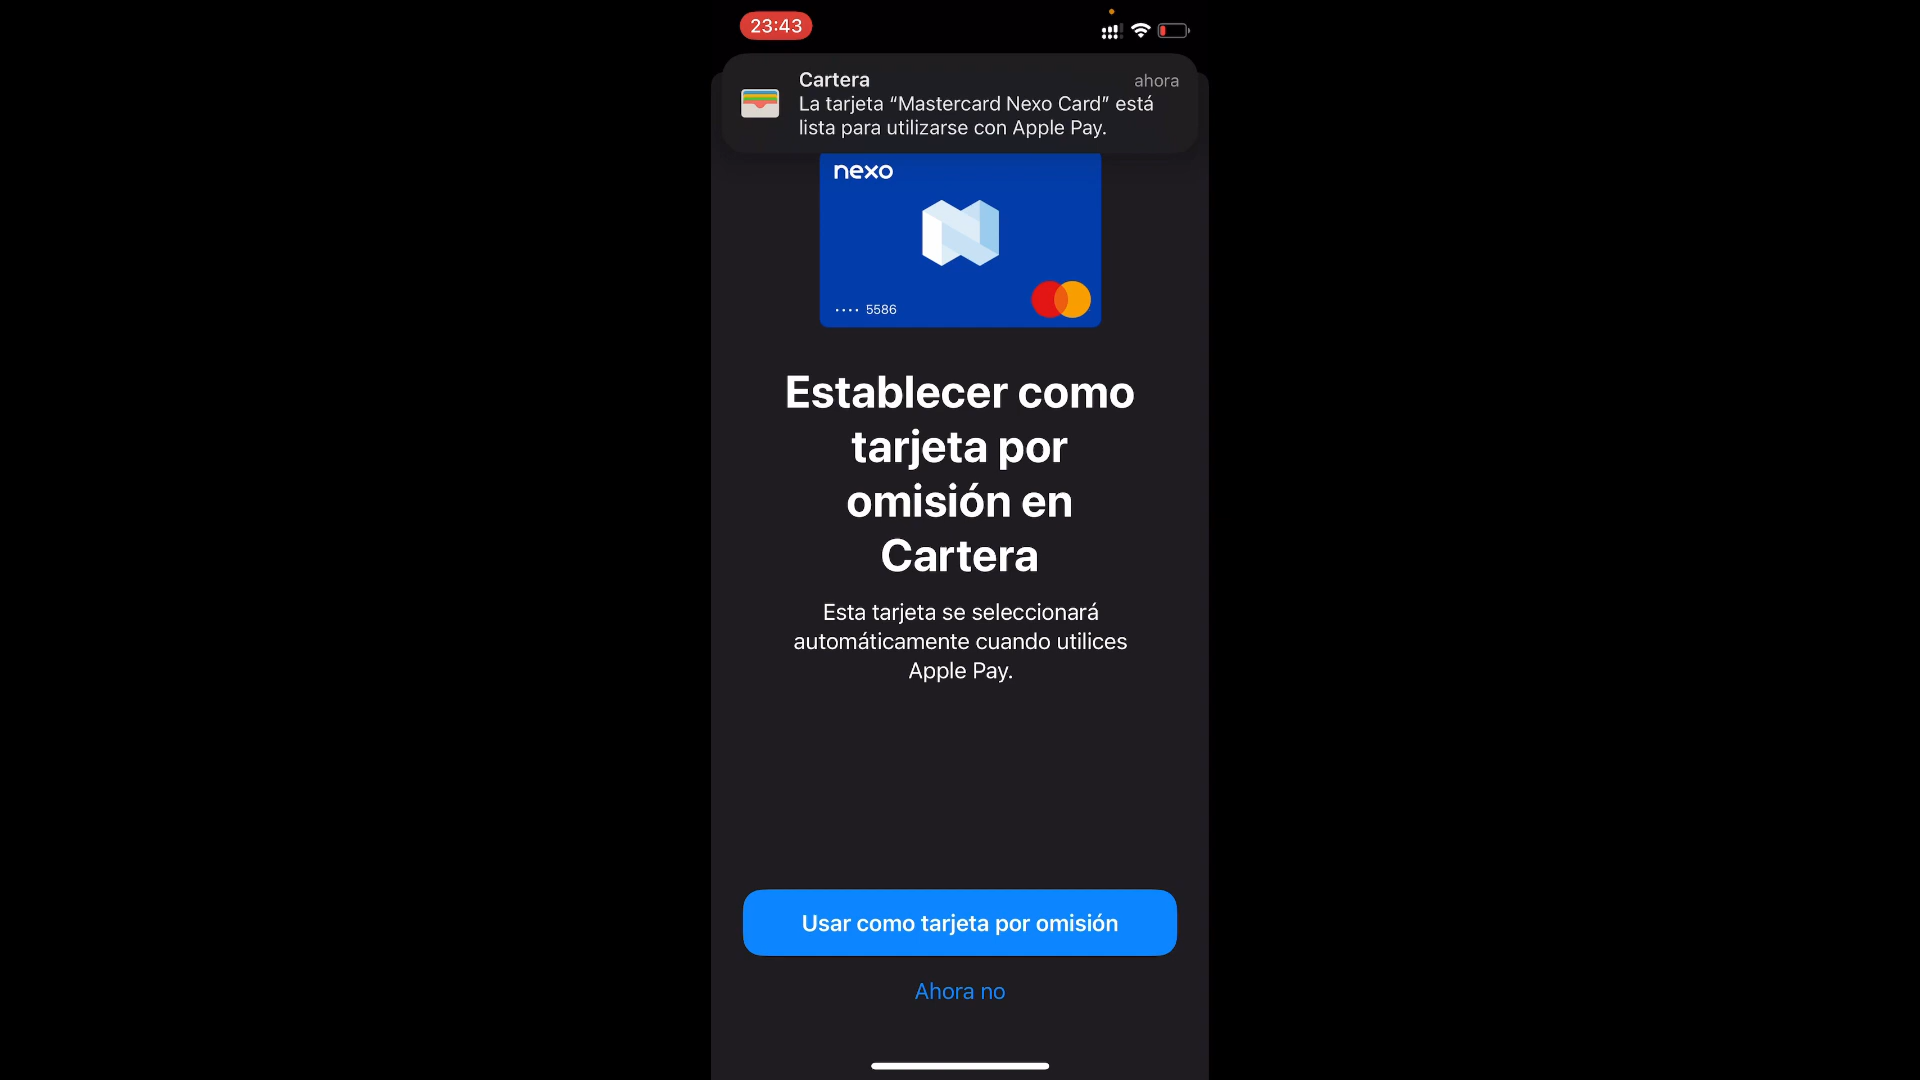 23:43
Cartera
ahora
La tarjeta “Mastercard Nexo Card” está
lista para utilizarse con Apple Pay.
nexo
•••• 5586
Establecer como
tarjeta por
omisión en
Cartera
Esta tarjeta se seleccionará
automáticamente cuando utilices
Apple Pay.
Usar como tarjeta por omisión
Ahora no